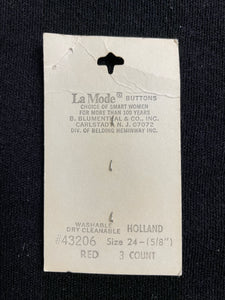 La Mode® BUTTONS
CHOICE OF SMART WOMEN
FOR MORE THAN 100 YEARS
B. BLUMENTHAL & CO., INC.
CARLSTADT, N. J. 07072
DIV. OF BELDING HEMINWAY INC.
WASHABLE
DRY CLEANABLE HOLLAND
#43206 Size 24-(5/8")
RED 3 COUNT